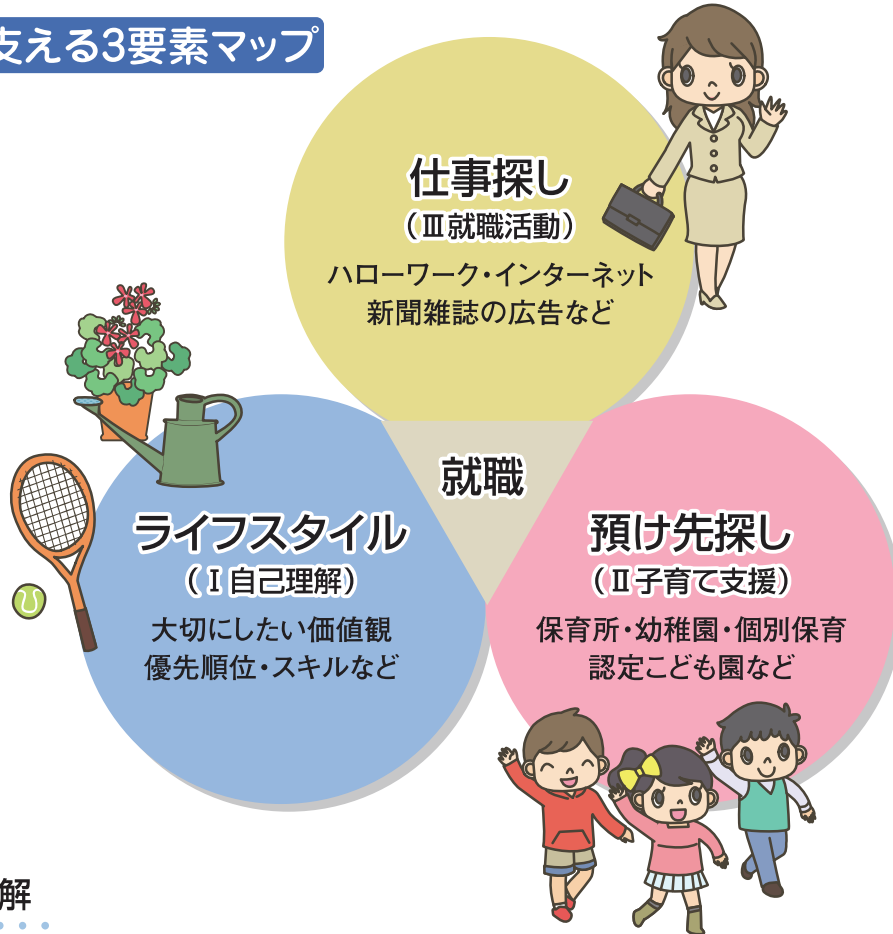 支える3要素マップ
仕事探し
（Ⅲ就職活動）
ハローワーク・インターネット
新聞雑誌の広告など
就職
ライフスタイル
（Ⅰ自己理解）
大切にしたい価値観
優先順位・スキルなど
預け先探し
（Ⅱ子育て支援）
保育所・幼稚園・個別保育
認定こども園など
解